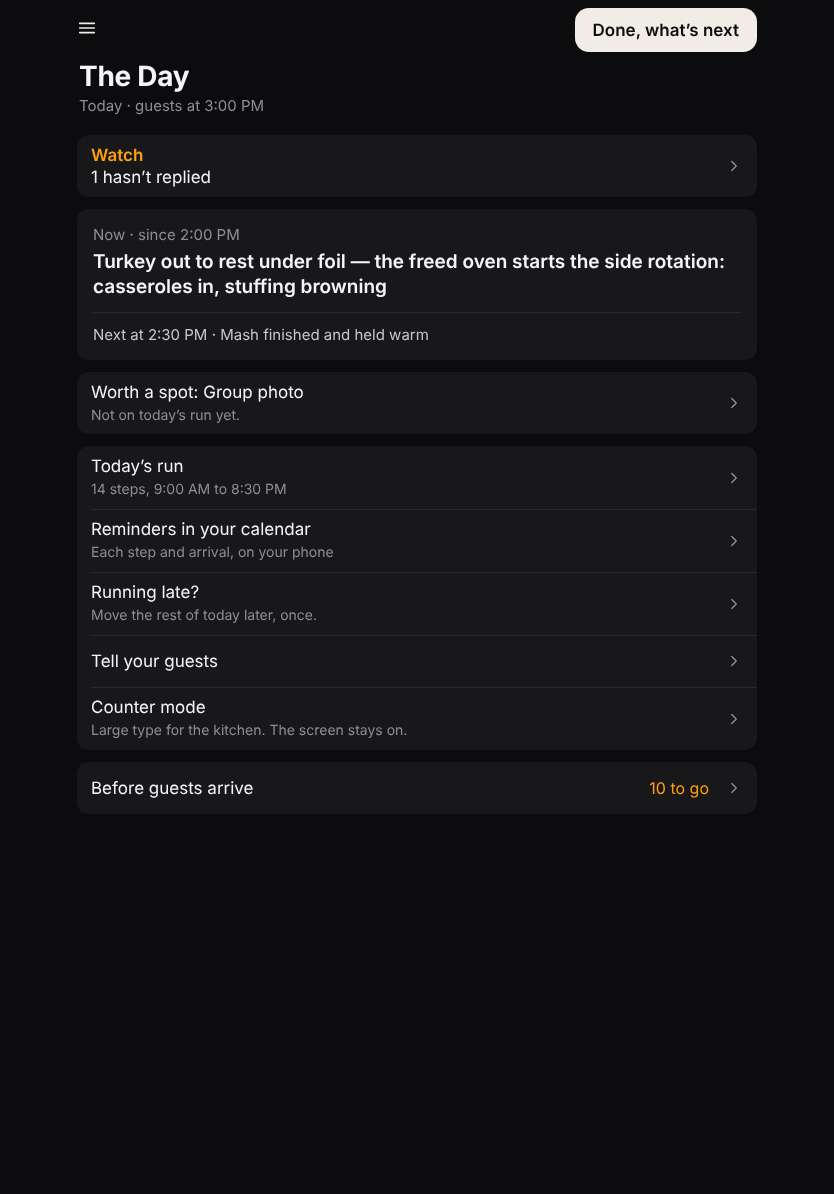 Done, what’s next
The Day
Today · guests at 3:00 PM
Watch
1 hasn’t replied
Now · since 2:00 PM
Turkey out to rest under foil — the freed oven starts the side rotation:
casseroles in, stuffing browning
Next at 2:30 PM · Mash finished and held warm
Worth a spot: Group photo
Not on today’s run yet.
Today’s run
14 steps, 9:00 AM to 8:30 PM
Reminders in your calendar
Each step and arrival, on your phone
Running late?
Move the rest of today later, once.
Tell your guests
Counter mode
Large type for the kitchen. The screen stays on.
Before guests arrive
10 to go